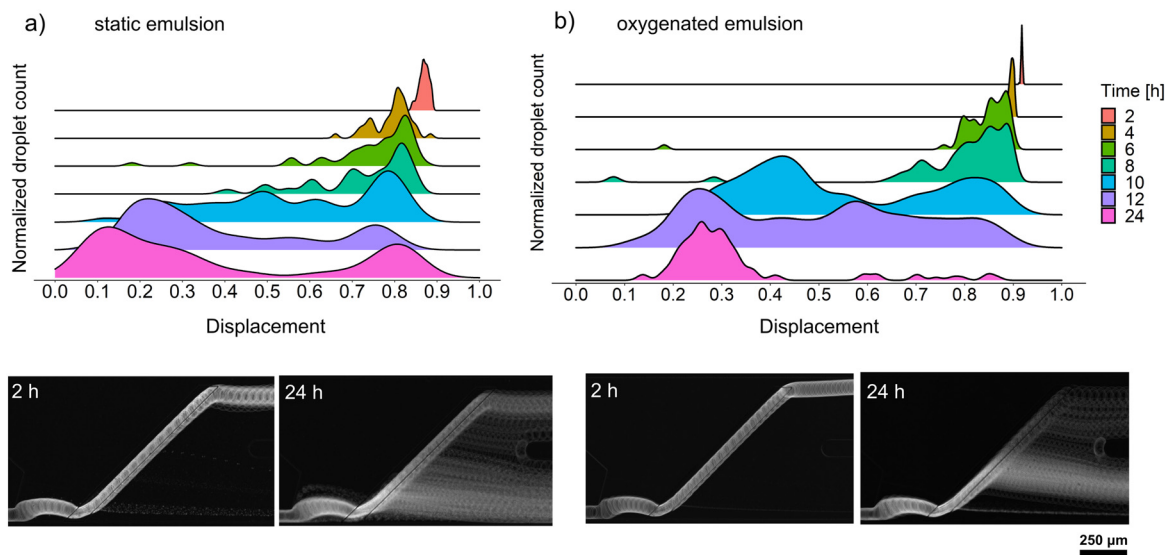 a) static emulsion
b) oxygenated emulsion
Normalized droplet count
0.0 0.1 0.2 0.3 0.4 0.5 0.6 0.7 0.8 0.9 1.0
Displacement
Normalized droplet count
0.0 0.1 0.2 0.3 0.4 0.5 0.6 0.7 0.8 0.9 1.0
Displacement
Time [h]
2
4
6
8
10
12
24
2 h
24 h
2 h
24 h
250 µm